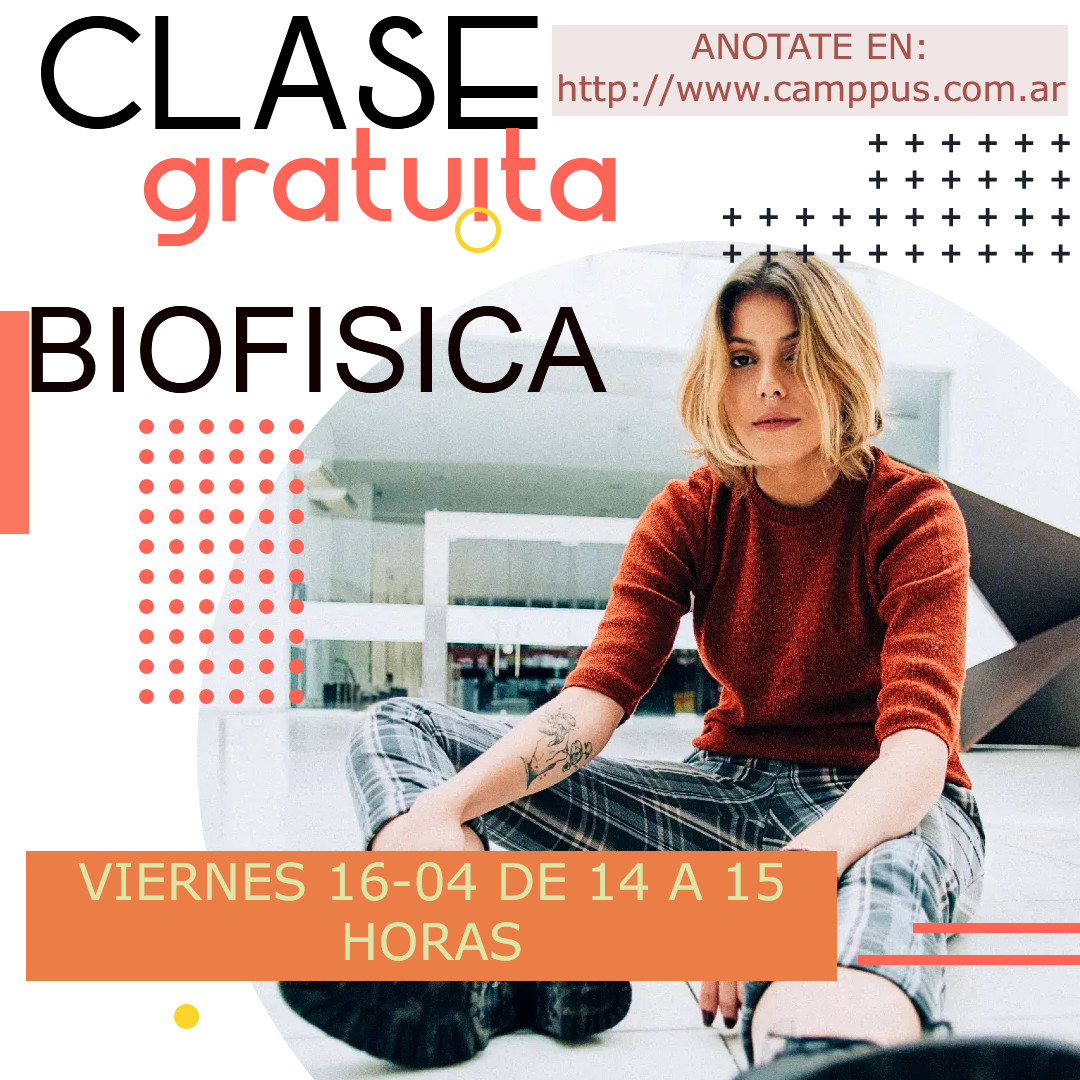 CLASE
gratuita
ANOTATE EN:
http://www.camppus.com.ar
BIOFISICA
VIERNES 16-04 DE 14 A 15
HORAS